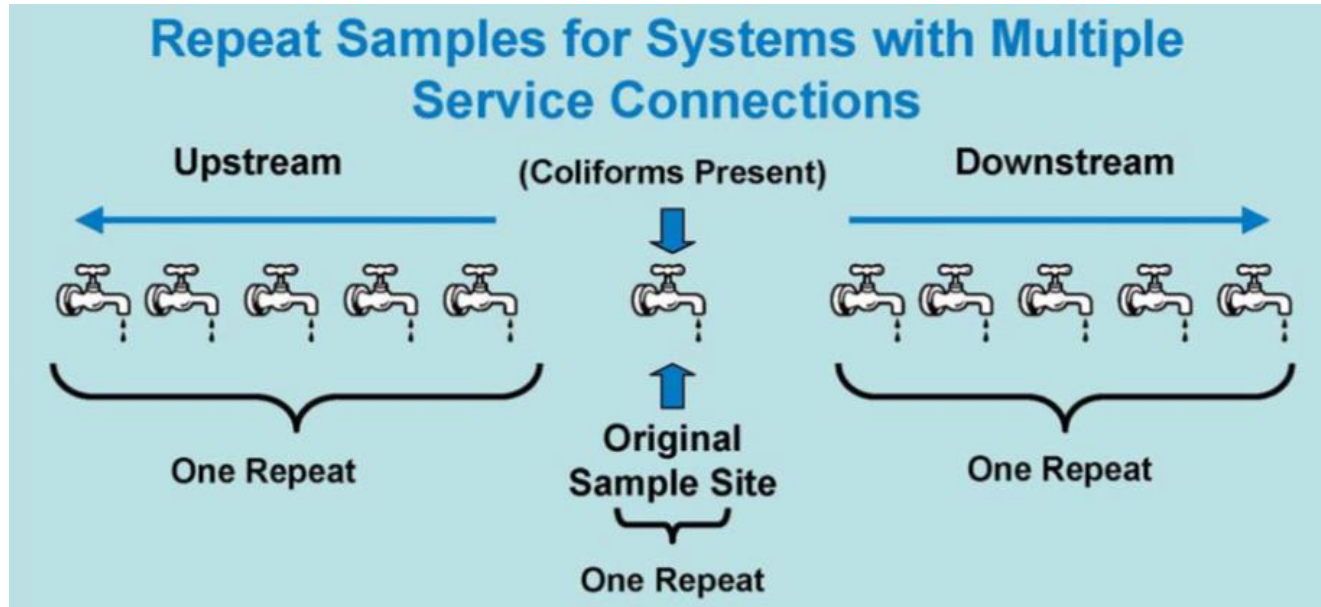 Repeat Samples for Systems with Multiple
Service Connections
Upstream
(Coliforms Present)
Downstream
One Repeat
Original
Sample Site
One Repeat
One Repeat